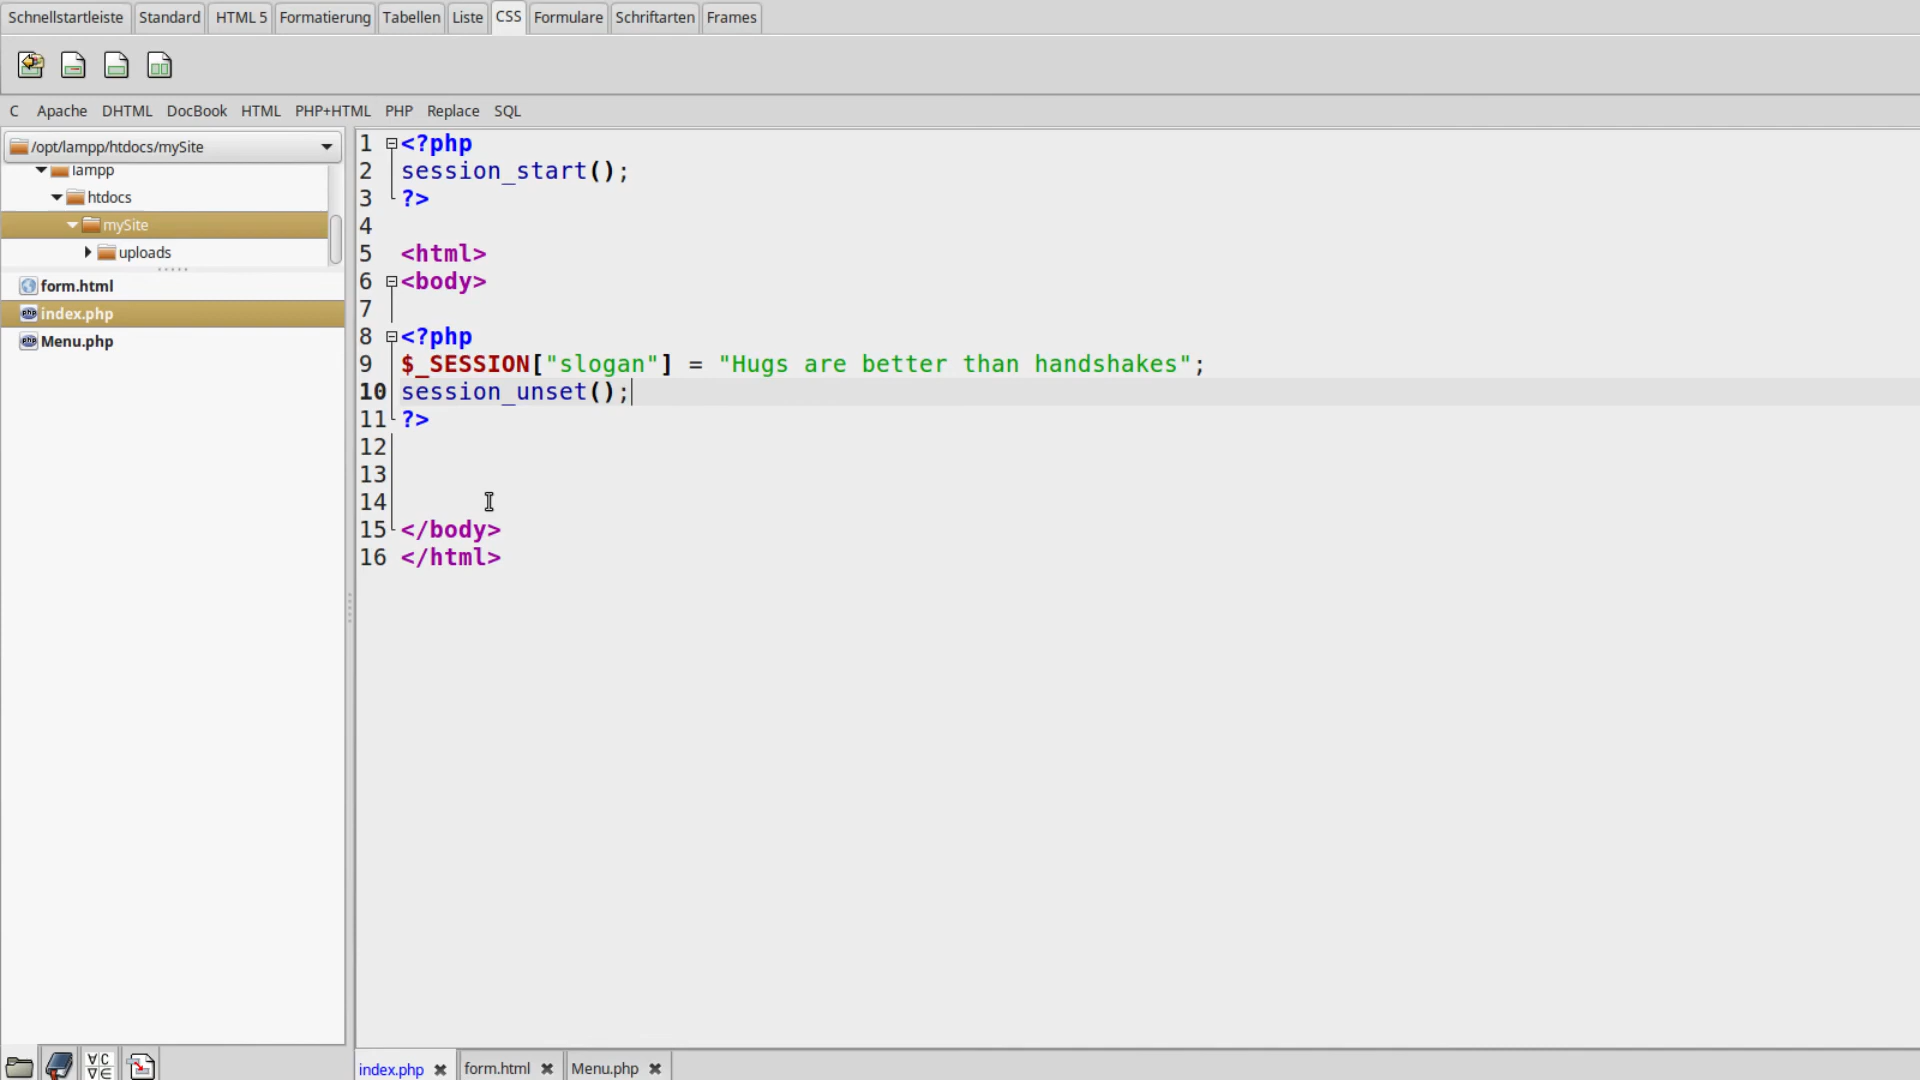 Schnellstartleiste Standard HTML 5 Formatierung Tabellen Liste CSS Formulare Schriftarten Frames
C Apache DHTML DocBook HTML PHP+HTML PHP Replace SQL
/opt/lampp/htdocs/mySite
lampp
htdocs
mySite
uploads
form.html
index.php
Menu.php
1 <?php
2 session_start();
3 ?>
4
5 <html>
6 <body>
7
8 <?php
9 $_SESSION["slogan"] = "Hugs are better than handshakes";
10 session_unset();
11 ?>
12
13
14
15 </body>
16 </html>
index.php form.html Menu.php